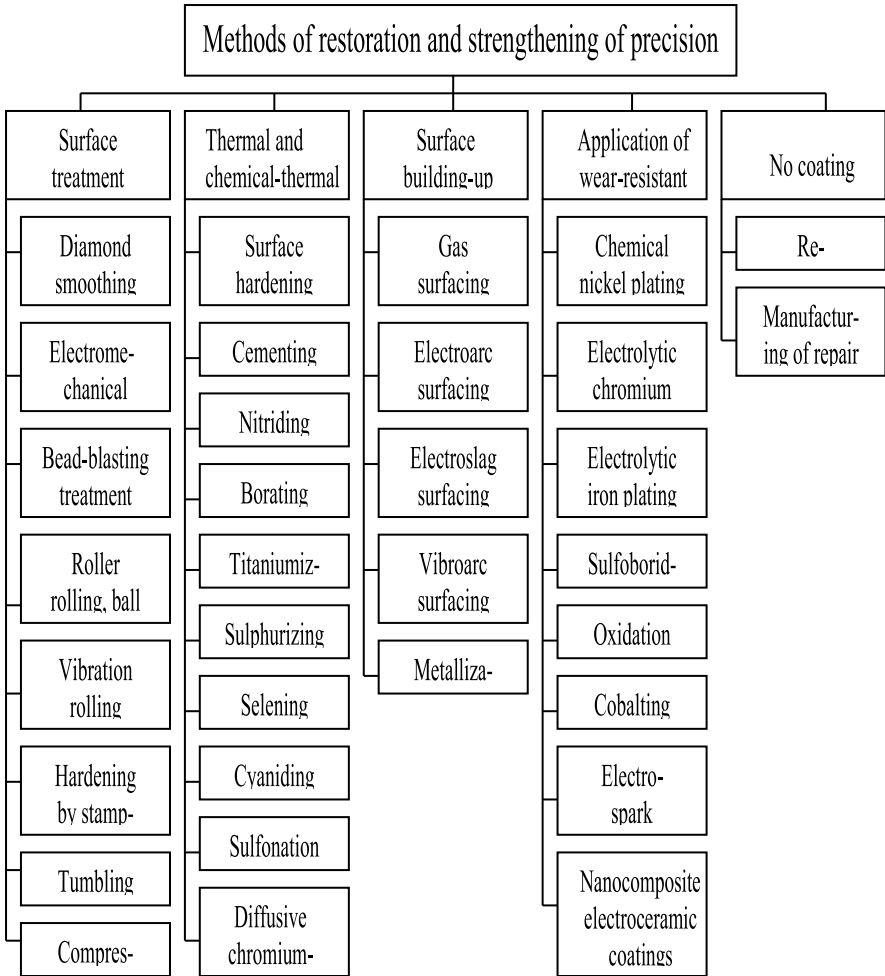 Methods of restoration and strengthening of precision
Surface
treatment
Diamond
smoothing
Electrome-
chanical
Bead-blasting
treatment
Roller
rolling, ball
Vibration
rolling
Hardening
by stamp-
Tumbling
Compres-
Thermal and
chemical-thermal
Surface
hardening
Cementing
Nitriding
Borating
Titaniumiz-
Sulphurizing
Selening
Cyaniding
Sulfonation
Diffusive
chromium-
Surface
building-up
Gas
surfacing
Electroarc
surfacing
Electroslag
surfacing
Vibroarc
surfacing
Metalliza-
Application of
wear-resistant
Chemical
nickel plating
Electrolytic
chromium
Electrolytic
iron plating
Sulfoborid-
Oxidation
Cobalting
Electro-
spark
Nanocomposite
electroceramic
coatings
No coating
Re-
Manufactur-
ing of repair